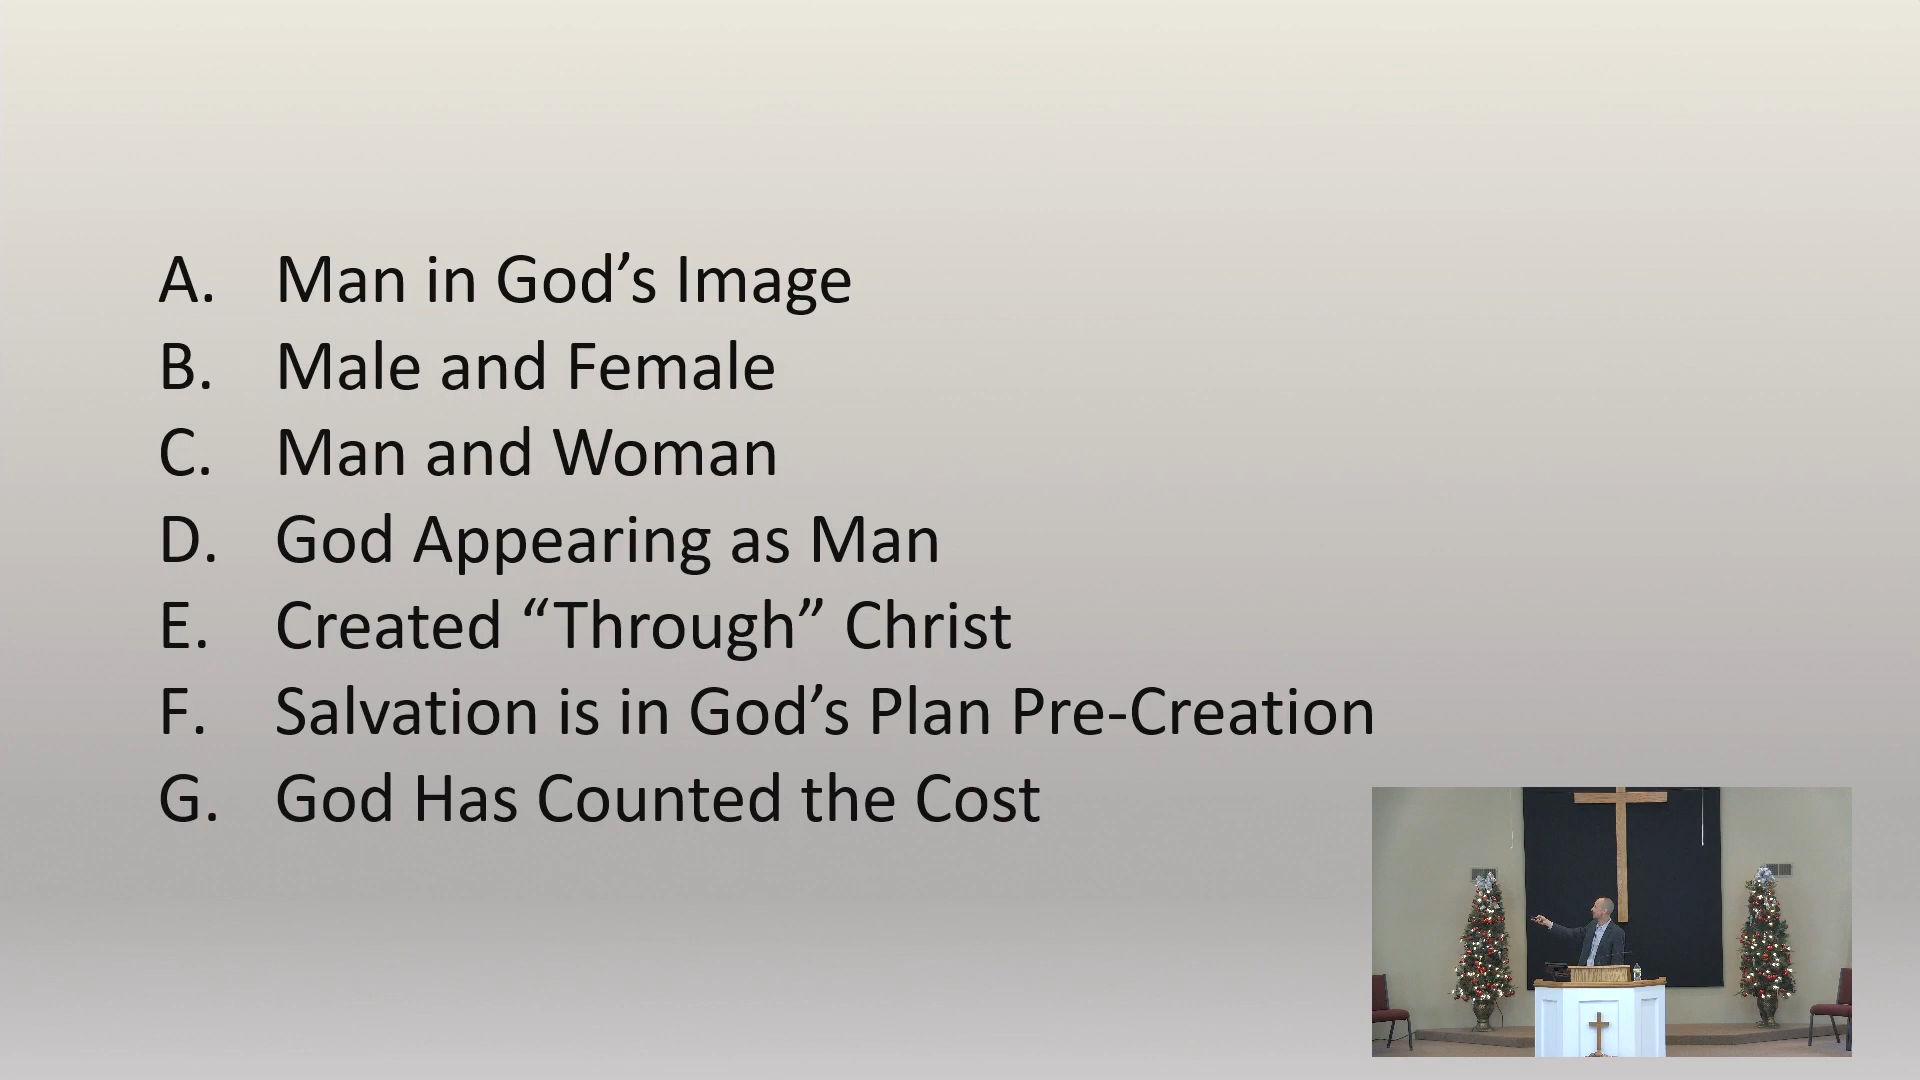 A. Man in God’s Image
B. Male and Female
C. Man and Woman
D. God Appearing as Man
E. Created “Through” Christ
F. Salvation is in God’s Plan Pre-Creation
G. God Has Counted the Cost